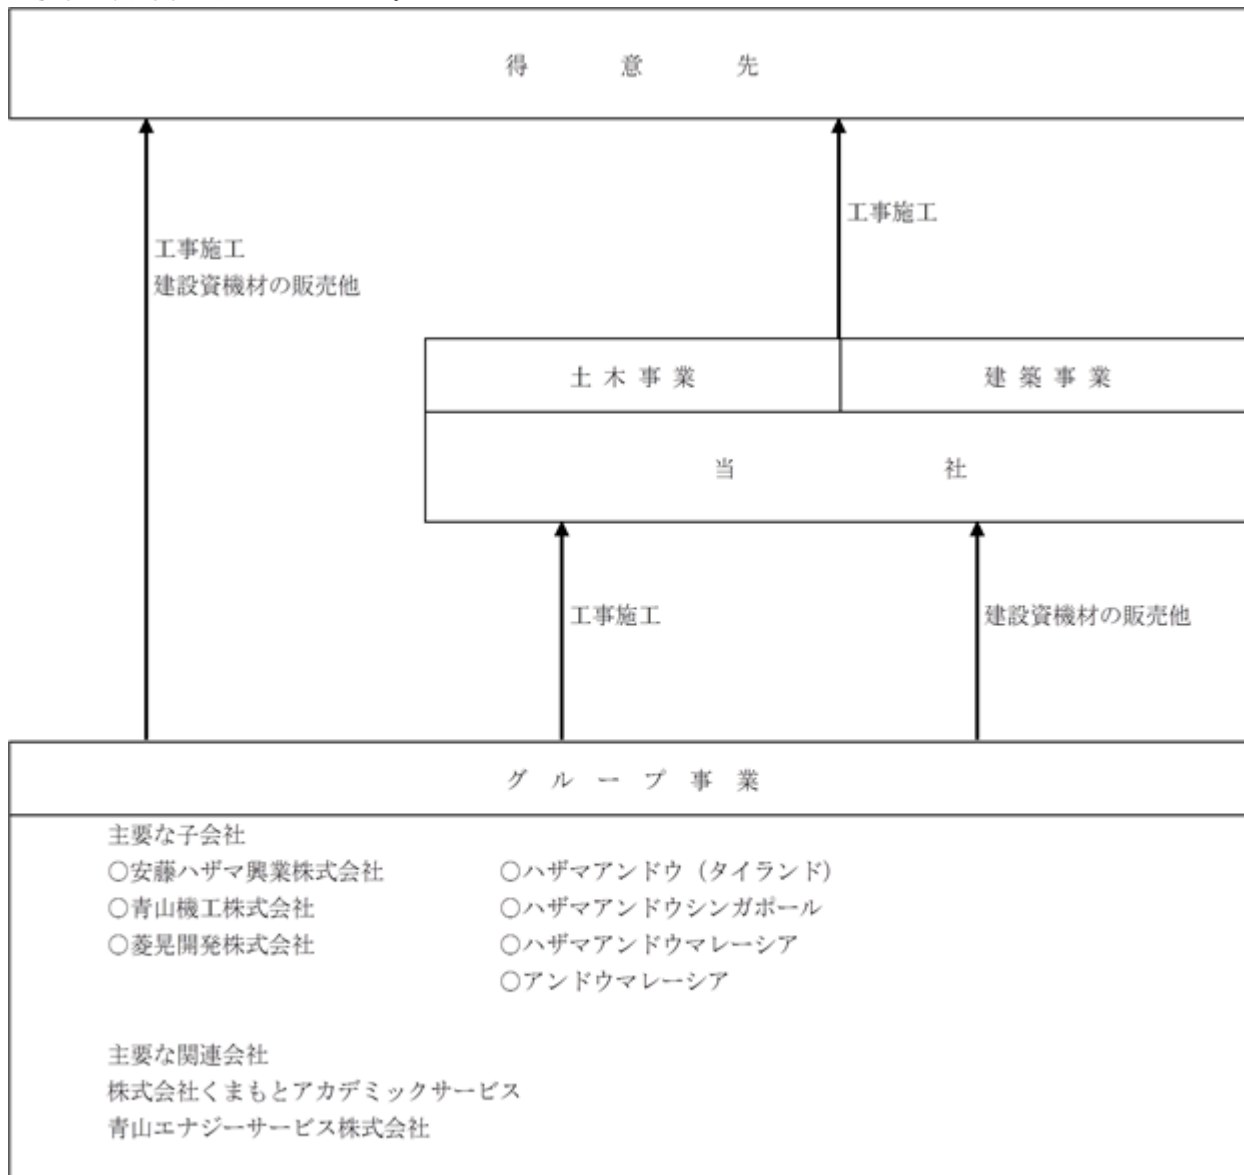 得意先
工事施工
工事施工
建設資機材の販売他
土木事業
建築事業
当社
工事施工
建設資機材の販売他
グループ事業
主要な子会社
○安藤ハザマ興業株式会社
○ハザマアンドウ（タイランド）
○青山機工株式会社
○ハザマアンドウシンガポール
○菱晃開発株式会社
○ハザマアンドウマレーシア
○アンドウマレーシア
主要な関連会社
株式会社くまもとアカデミックサービス
青山エナジーサービス株式会社